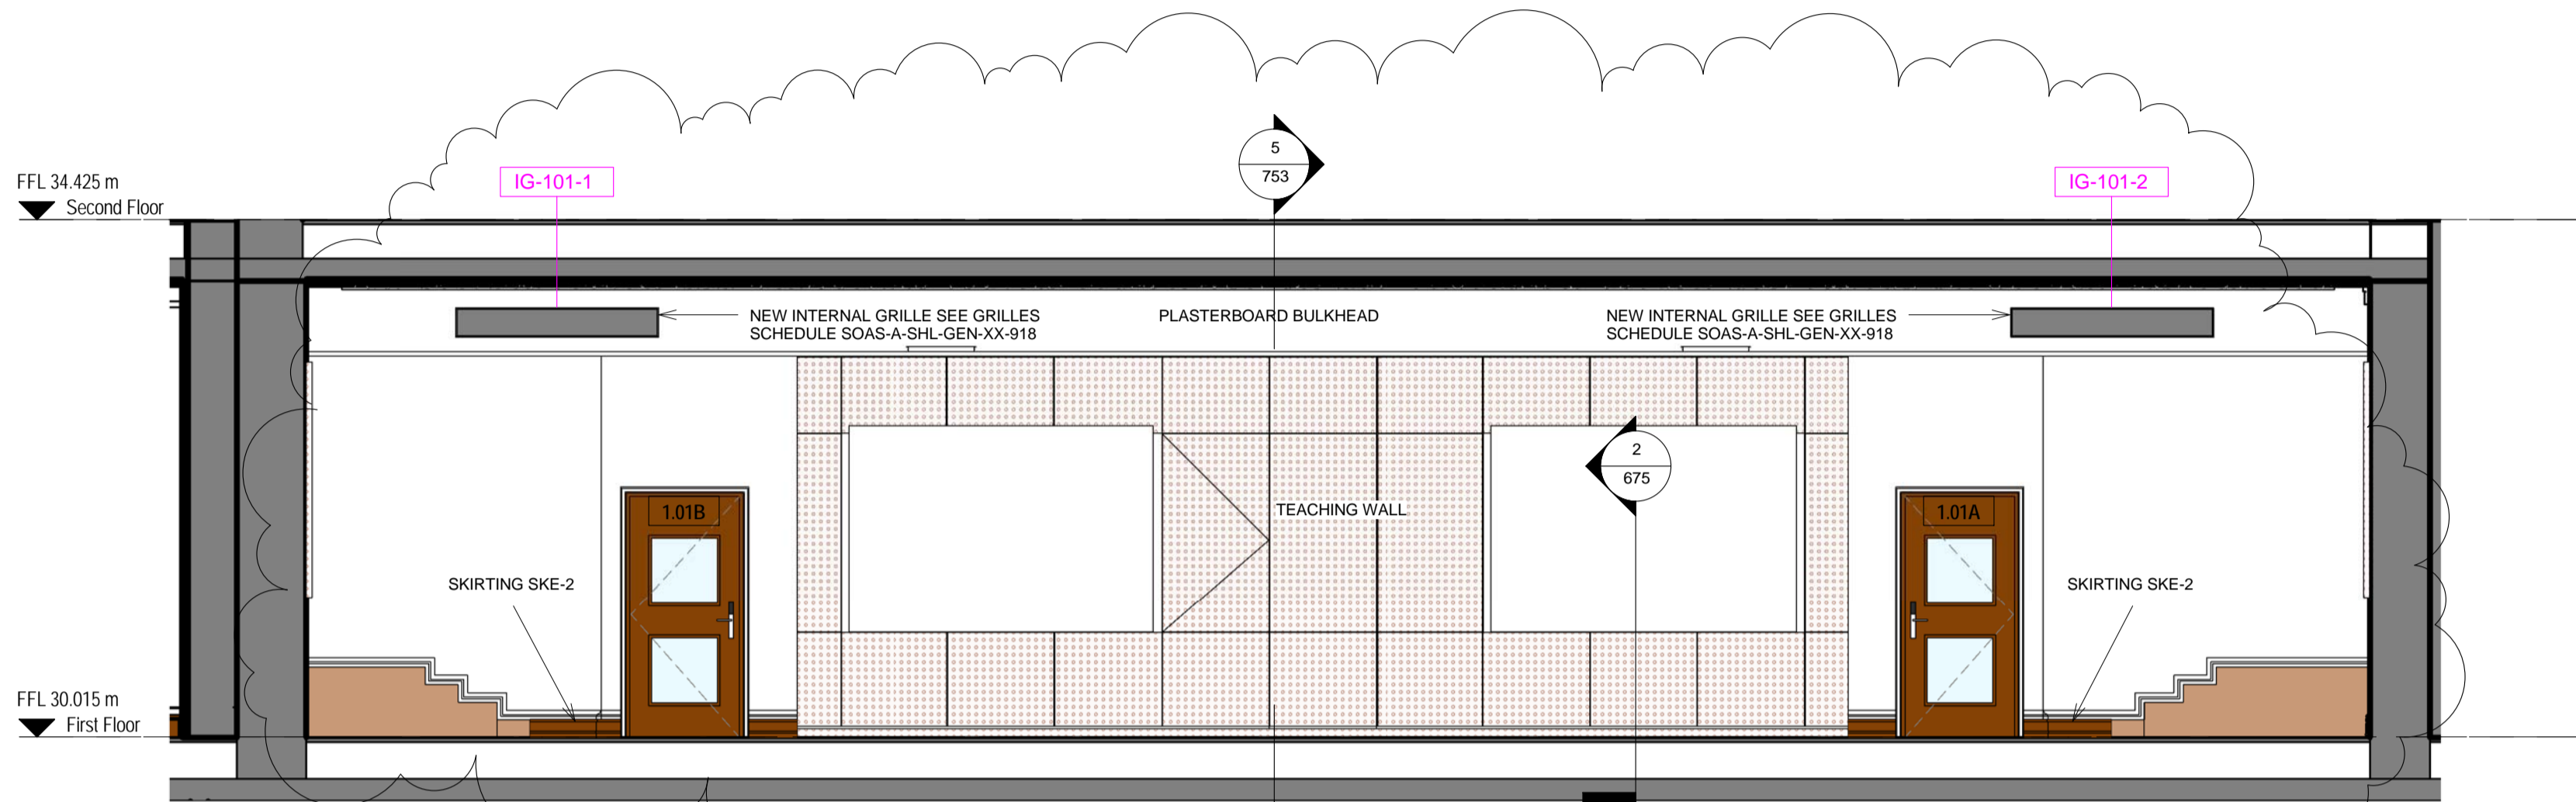 5
753
FFL 34.425 m
Second Floor
IG-101-1
IG-101-2
NEW INTERNAL GRILLE SEE GRILLES
SCHEDULE SOAS-A-SHL-GEN-XX-918
PLASTERBOARD BULKHEAD
NEW INTERNAL GRILLE SEE GRILLES
SCHEDULE SOAS-A-SHL-GEN-XX-918
2
675
1.01B
TEACHING WALL
1.01A
SKIRTING SKE-2
SKIRTING SKE-2
FFL 30.015 m
First Floor